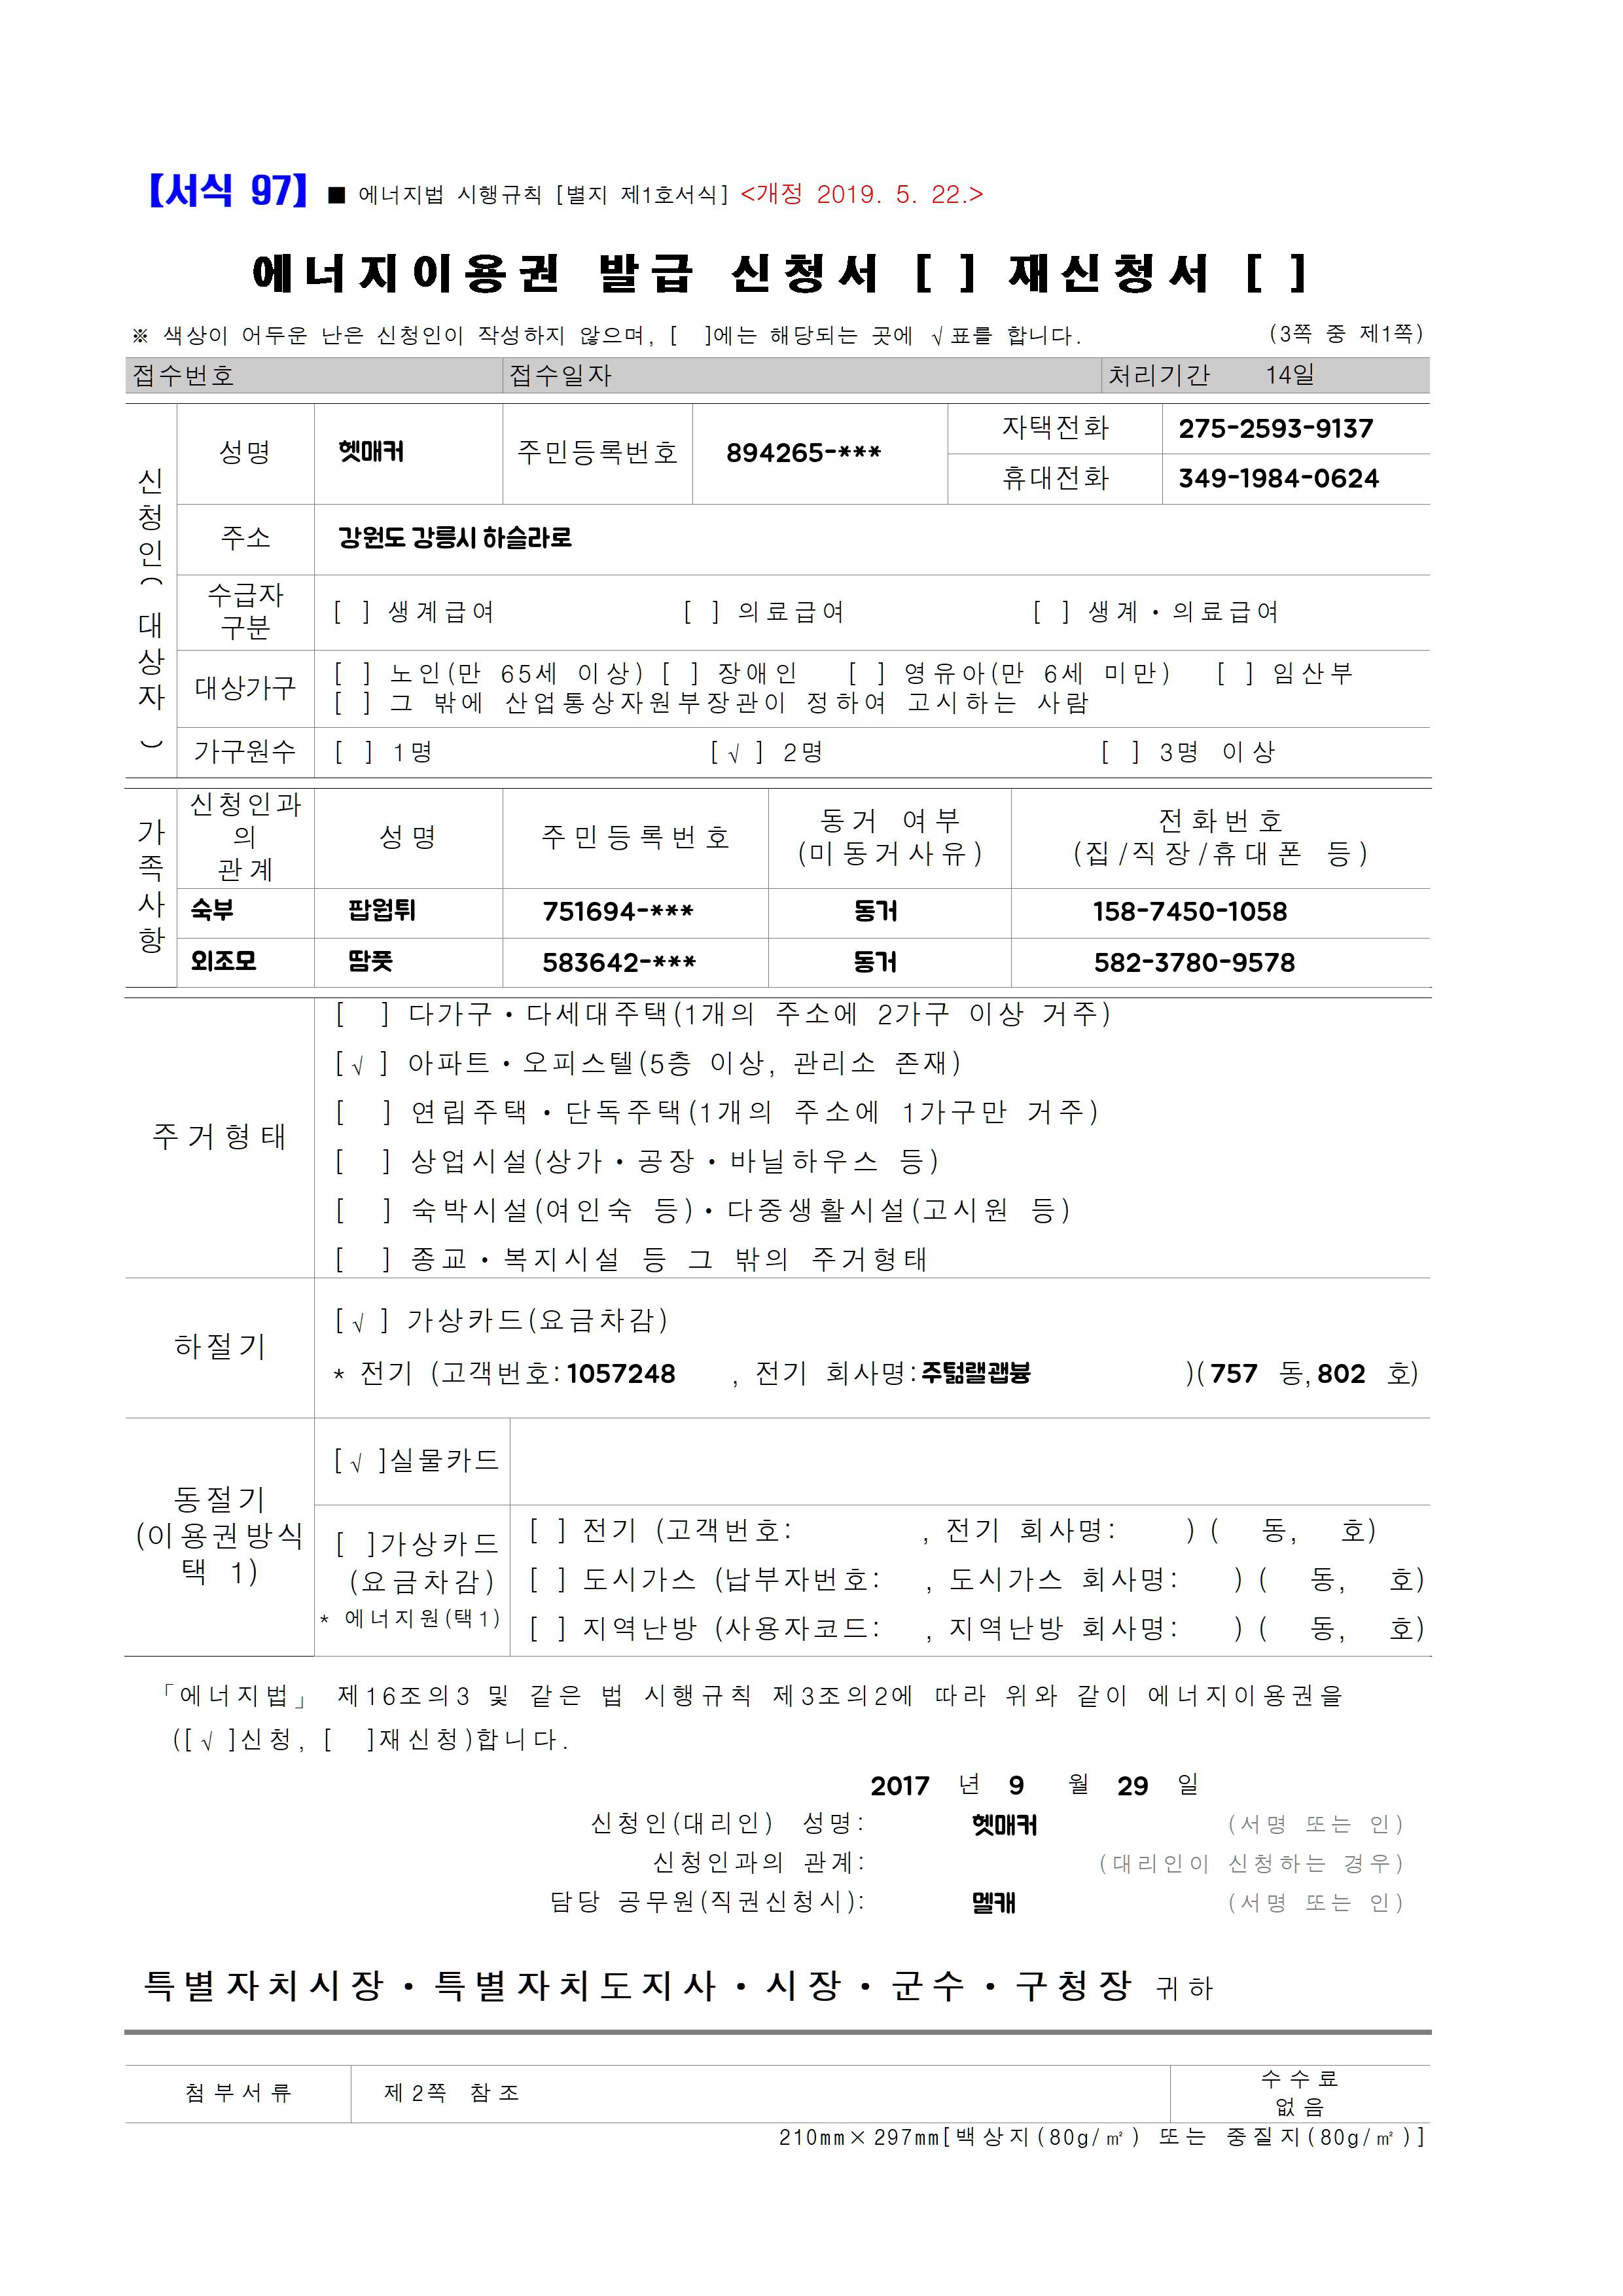 【서식 97】 ■ 에너지법 시행규칙 [별지 제1호서식] <개정 2019. 5. 22.>
에너지이용권 발급 신청서 [ ] 재신청서 [ ]
※ 색상이 어두운 난은 신청인이 작성하지 않으며, [ ]에는 해당되는 곳에 √표를 합니다. (3쪽 중 제1쪽)
접수번호 접수일자 처리기간 14일
신청인(대상자)
성명 헷매커 주민등록번호 894265-*** 자택전화 275-2593-9137
휴대전화 349-1984-0624
주소 강원도 강릉시 하슬라로
수급자
구분
[ ] 생계급여 [ ] 의료급여 [ ] 생계·의료급여
대상가구 [ ] 노인(만 65세 이상) [ ] 장애인 [ ] 영유아(만 6세 미만) [ ] 임산부
[ ] 그 밖에 산업통상자원부장관이 정하여 고시하는 사람
가구원수 [ ] 1명 [√] 2명 [ ] 3명 이상
가족사항
신청인과
의
관계
성명 주민등록번호 동거 여부
(미동거사유)
전화번호
(집/직장/휴대폰 등)
숙부 팝웝튀 751694-*** 동거 158-7450-1058
외조모 땀풋 583642-*** 동거 582-3780-9578
주거형태
[ ] 다가구·다세대주택(1개의 주소에 2가구 이상 거주)
[√] 아파트·오피스텔(5층 이상, 관리소 존재)
[ ] 연립주택·단독주택(1개의 주소에 1가구만 거주)
[ ] 상업시설(상가·공장·바닐하우스 등)
[ ] 숙박시설(여인숙 등)·다중생활시설(고시원 등)
[ ] 종교·복지시설 등 그 밖의 주거형태
하절기
[√] 가상카드(요금차감)
* 전기 (고객번호: 1057248 , 전기 회사명: )( 757 동, 802 호)
동절기
(이용권방식
택 1)
[√]실물카드
[ ]가상카드
(요금차감)
* 에너지원(택1)
[ ] 전기 (고객번호: , 전기 회사명: ) ( 동, 호)
[ ] 도시가스 (납부자번호: , 도시가스 회사명: ) ( 동, 호)
[ ] 지역난방 (사용자코드: , 지역난방 회사명: ) ( 동, 호)
「에너지법」 제16조의3 및 같은 법 시행규칙 제3조의2에 따라 위와 같이 에너지이용권을
([√]신청, [ ]재신청)합니다.
2017 년 9 월 29 일
신청인(대리인) 성명: 헷매커 (서명 또는 인)
신청인과의 관계: (대리인이 신청하는 경우)
담당 공무원(직권신청시): 멜캐 (서명 또는 인)
특별자치시장·특별자치도지사·시장·군수·구청장 귀하
첨부서류 제2쪽 참조 수수료
없음
210mm×297mm[백상지(80g/㎡) 또는 중질지(80g/㎡)]